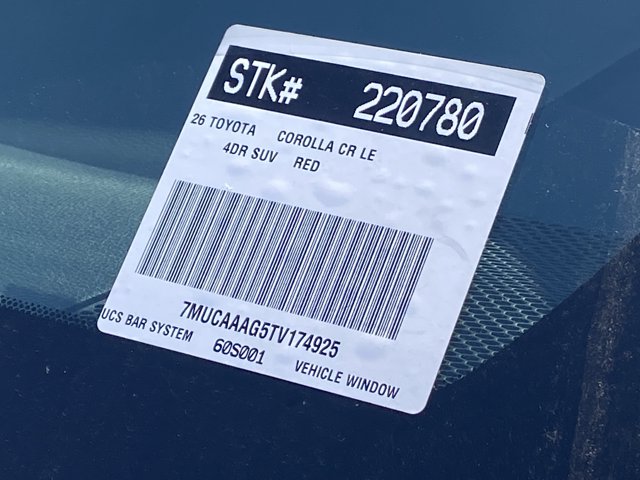 STK# 220780
26 TOYOTA COROLLA CR LE
4DR SUV RED
7MUCAAAG5TV174925
UCS BAR SYSTEM 60S001 VEHICLE WINDOW